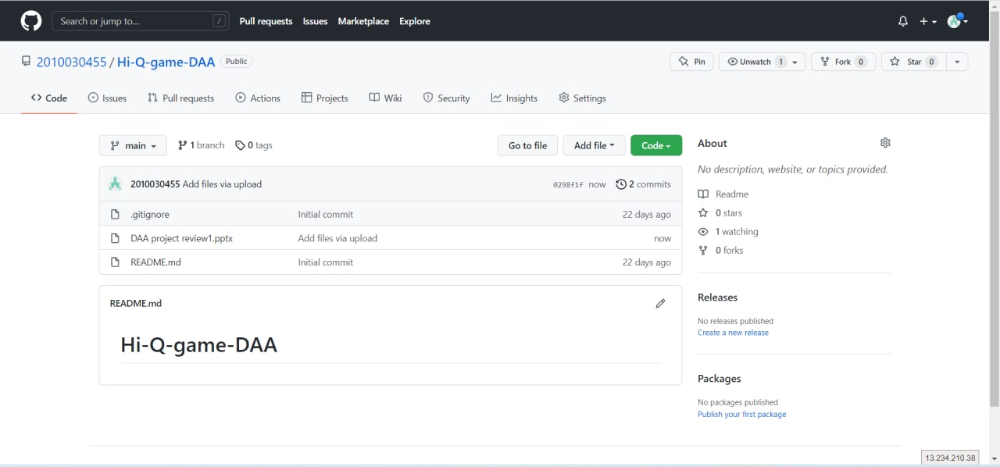 Search or jump to... /
Pull requests Issues Marketplace Explore
2010030455 / Hi-Q-game-DAA Public
Pin Unwatch 1 Fork 0 Star 0
Code Issues Pull requests Actions Projects Wiki Security Insights Settings
main 1 branch 0 tags Go to file Add file Code
2010030455 Add files via upload 0298f1f now 2 commits
.gitignore Initial commit 22 days ago
DAA project review1.pptx Add files via upload now
README.md Initial commit 22 days ago
README.md
Hi-Q-game-DAA
About
No description, website, or topics provided.
Readme
0 stars
1 watching
0 forks
Releases
No releases published
Create a new release
Packages
No packages published
Publish your first package
13.234.210.38